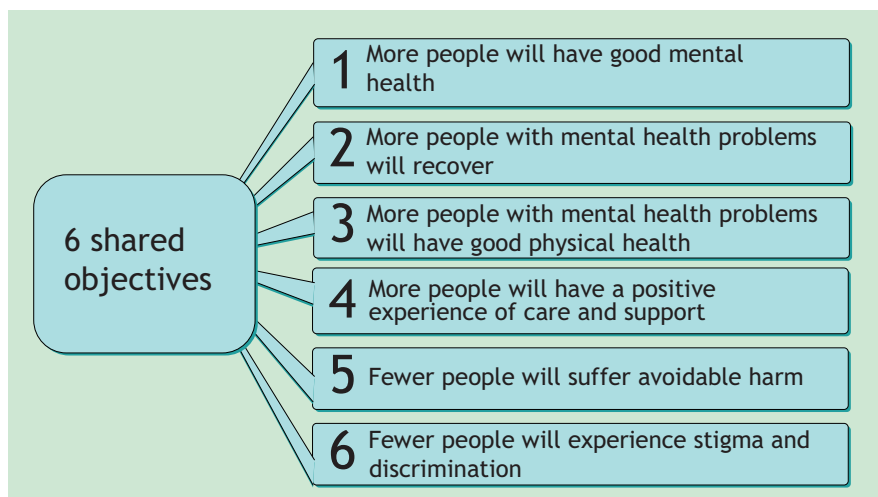 6 shared
objectives
1 More people will have good mental
health
2 More people with mental health problems
will recover
3 More people with mental health problems
will have good physical health
4 More people will have a positive
experience of care and support
5 Fewer people will suffer avoidable harm
6 Fewer people will experience stigma and
discrimination